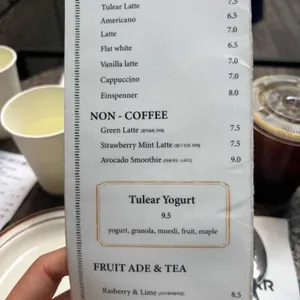 Tulear Latte 7.5
Americano 6.5
Latte 7.0
Flat white 6.5
Vanilla latte 7.0
Cappuccino 7.0
Einspenner 8.0
NON - COFFEE
Green Latte 7.5
Strawberry Mint Latte 7.5
Avocado Smoothie 9.0
Tulear Yogurt
9.5
yogurt, granola, muesli, fruit, maple
FRUIT ADE & TEA
Rasberry & Lime 8.5